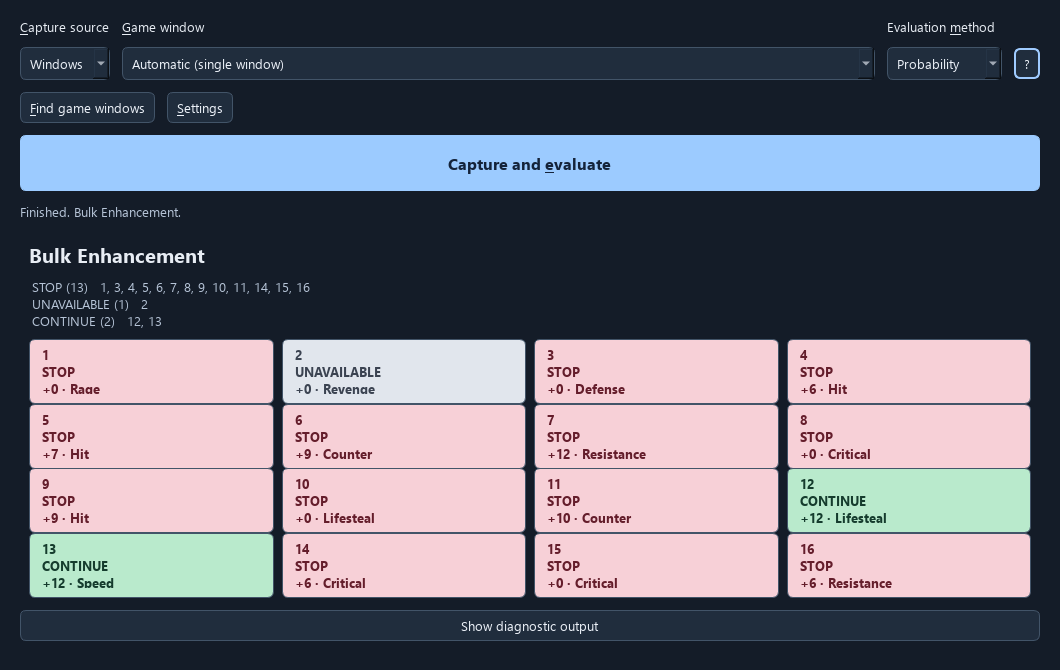 Capture source Game window Evaluation method
Windows Automatic (single window) Probability ?
Find game windows Settings
Capture and evaluate
Finished. Bulk Enhancement.
Bulk Enhancement
STOP (13) 1, 3, 4, 5, 6, 7, 8, 9, 10, 11, 14, 15, 16
UNAVAILABLE (1) 2
CONTINUE (2) 12, 13
1
STOP
+0 · Rage
2
UNAVAILABLE
+0 · Revenge
3
STOP
+0 · Defense
4
STOP
+6 · Hit
5
STOP
+7 · Hit
6
STOP
+9 · Counter
7
STOP
+12 · Resistance
8
STOP
+0 · Critical
9
STOP
+9 · Hit
10
STOP
+0 · Lifesteal
11
STOP
+10 · Counter
12
CONTINUE
+12 · Lifesteal
13
CONTINUE
+12 · Speed
14
STOP
+6 · Critical
15
STOP
+0 · Critical
16
STOP
+6 · Resistance
Show diagnostic output